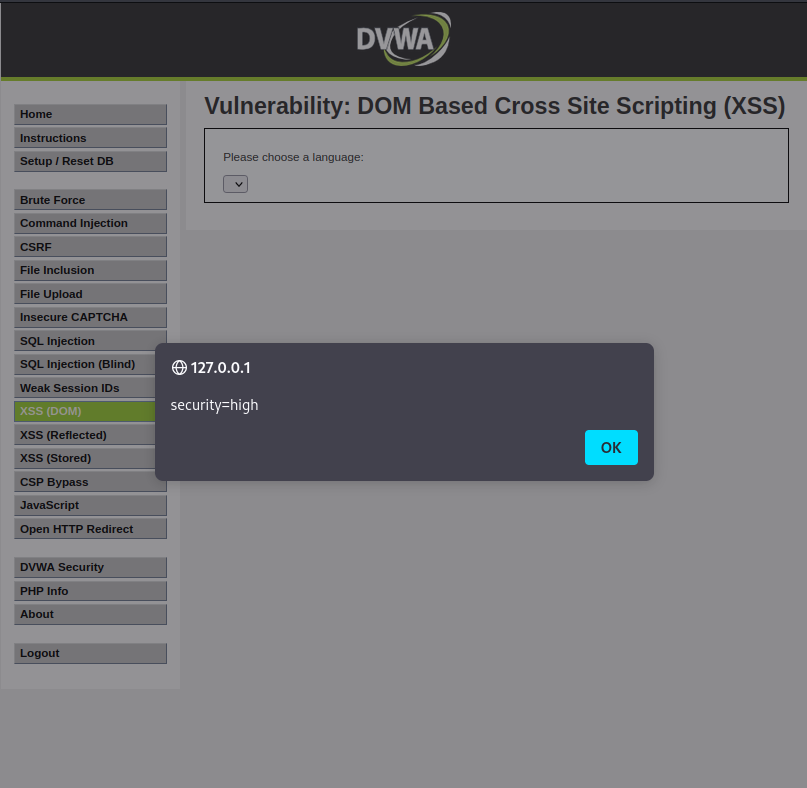 DVWA
Vulnerability: DOM Based Cross Site Scripting (XSS)
Please choose a language:
Home
Instructions
Setup / Reset DB
Brute Force
Command Injection
CSRF
File Inclusion
File Upload
Insecure CAPTCHA
SQL Injection
SQL Injection (Blind)
Weak Session IDs
XSS (DOM)
XSS (Reflected)
XSS (Stored)
CSP Bypass
JavaScript
Open HTTP Redirect
DVWA Security
PHP Info
About
Logout
127.0.0.1
security=high
OK